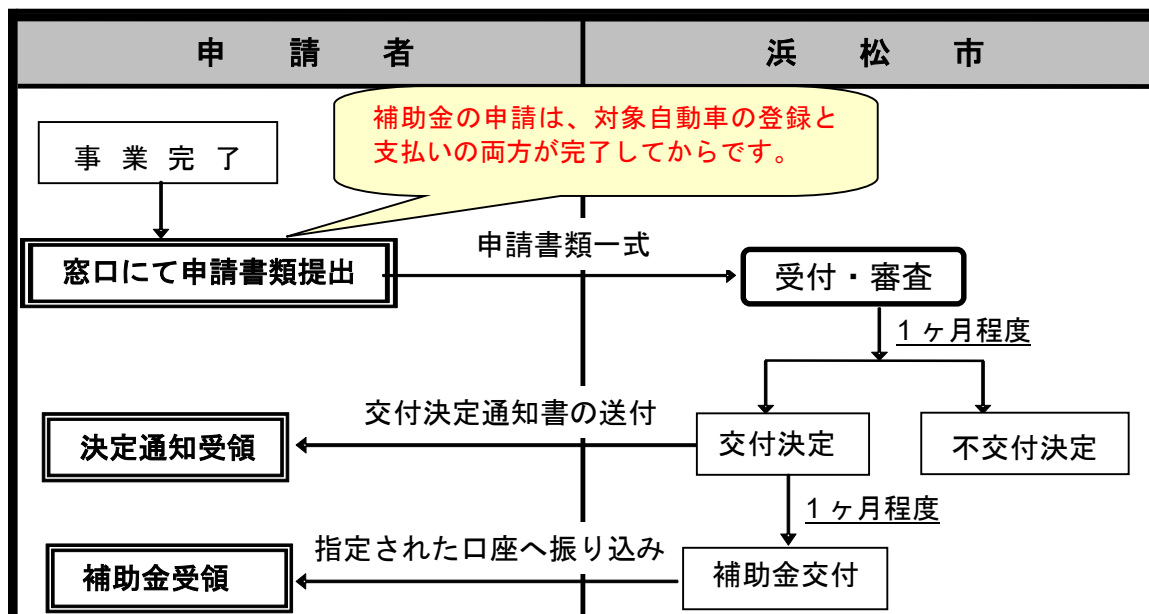 申請者
浜松市
補助金の申請は、対象自動車の登録と
支払いの両方が完了してからです。
事業完了
申請書類一式
窓口にて申請書類提出
受付・審査
1ヶ月程度
交付決定通知書の送付
決定通知受領
交付決定
不交付決定
1ヶ月程度
指定された口座へ振り込み
補助金受領
補助金交付